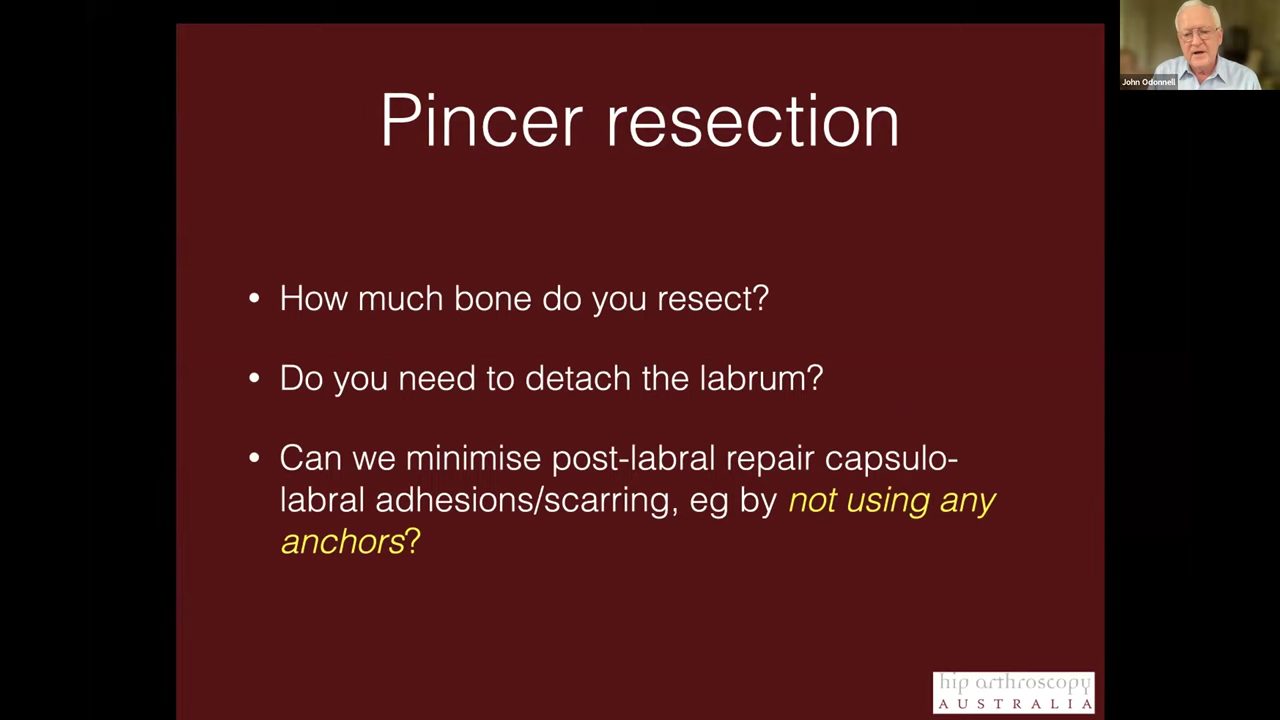 John Odonnell
Pincer resection
• How much bone do you resect?
• Do you need to detach the labrum?
• Can we minimise post-labral repair capsulo-
labral adhesions/scarring, eg by not using any
anchors?
hip arthroscopy
AUSTRALIA